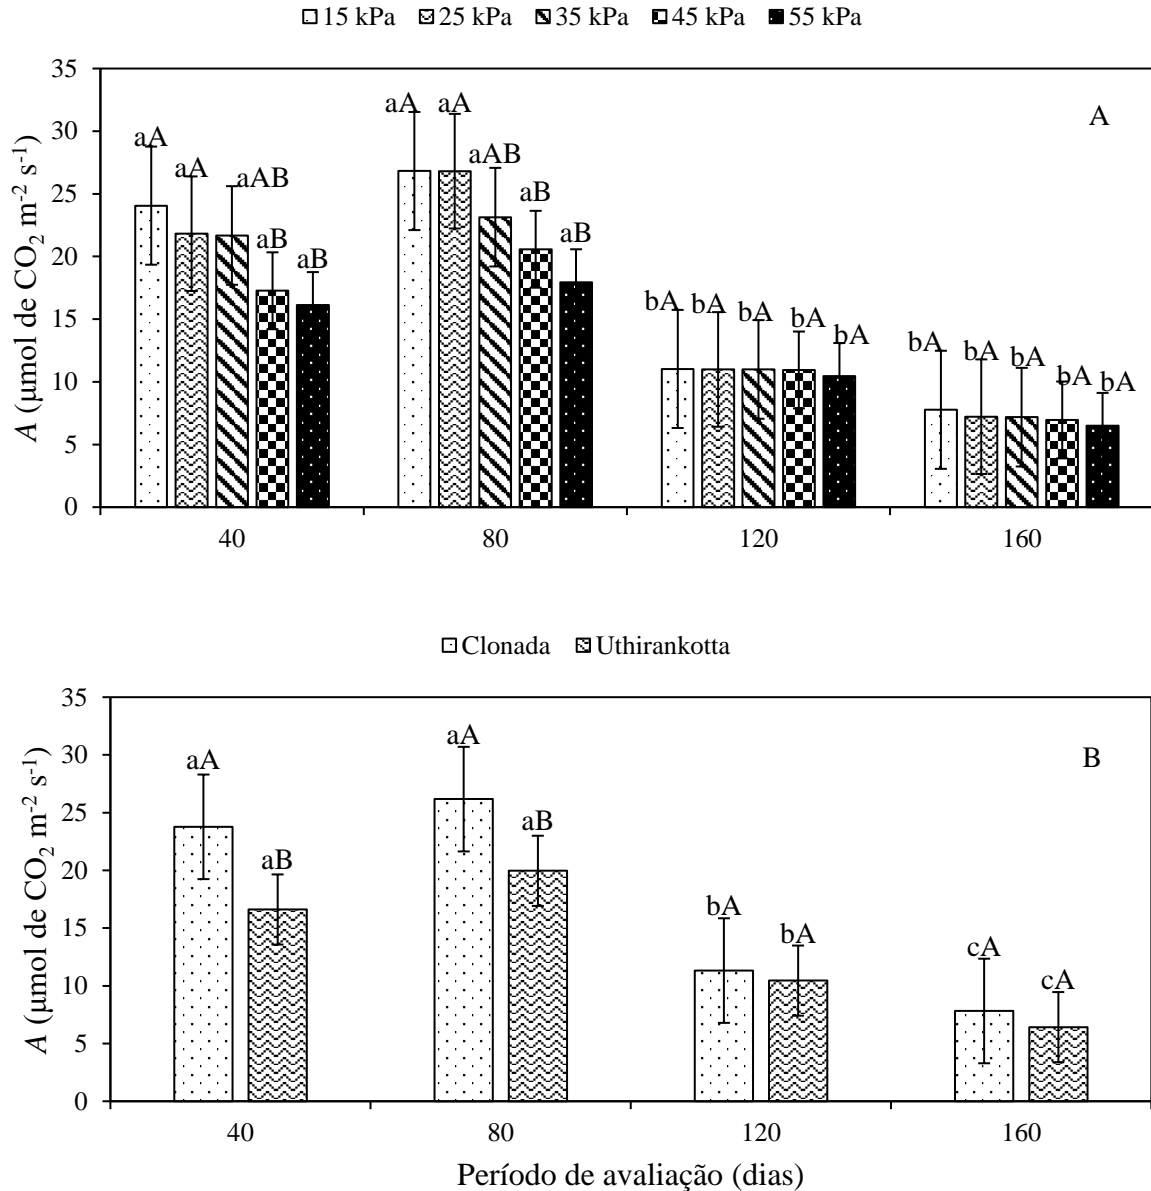 15 kPa 25 kPa 35 kPa 45 kPa 55 kPa
A (µmol de CO₂ m⁻² s⁻¹)
35
30
25
20
15
10
5
0
A
aA aA aAB aB aB
aA aA aAB aB aB
bA bA bA bA bA
bA bA bA bA bA
40 80 120 160
Clonada Uthirankotta
A (µmol de CO₂ m⁻² s⁻¹)
35
30
25
20
15
10
5
0
B
aA aB
aA aB
bA bA
cA cA
40 80 120 160
Período de avaliação (dias)